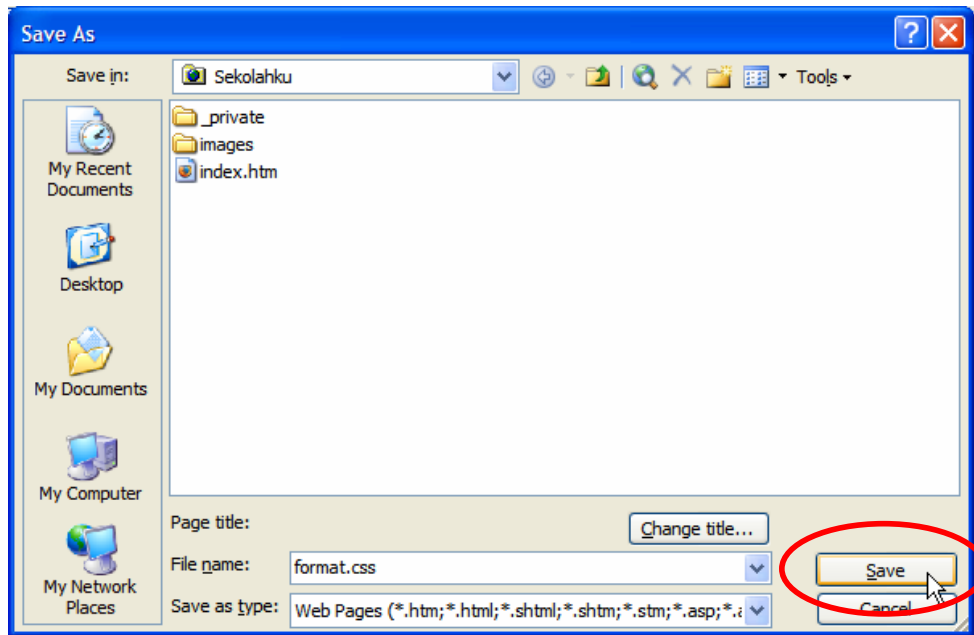 Save As
Save in:
Sekolahku
Tools
_private
images
index.htm
My Recent
Documents
Desktop
My Documents
My Computer
My Network
Places
Page title:
Change title...
File name:
format.css
Save
Save as type:
Web Pages (*.htm;*.html;*.shtml;*.shtm;*.stm;*.asp;*.a
Cancel